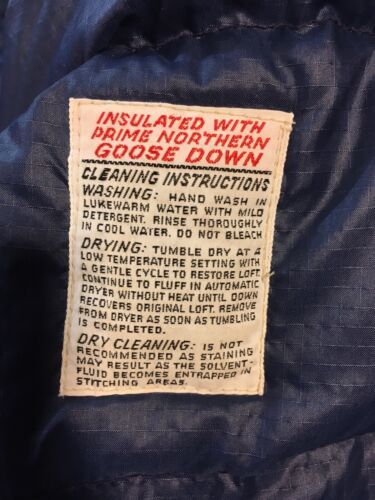 INSULATED WITH
PRIME NORTHERN
GOOSE DOWN
CLEANING INSTRUCTIONS
WASHING: HAND WASH IN
LUKEWARM WATER WITH MILD
DETERGENT. RINSE THOROUGHLY
IN COOL WATER. DO NOT BLEACH
DRYING: TUMBLE DRY AT A
LOW TEMPERATURE SETTING WITH
A GENTLE CYCLE TO RESTORE LOFT.
CONTINUE TO FLUFF IN AUTOMATIC
DRYER WITHOUT HEAT UNTIL DOWN
RECOVERS ORIGINAL LOFT. REMOVE
FROM DRYER AS SOON AS TUMBLING
IS COMPLETED.
DRY CLEANING: IS NOT
RECOMMENDED AS STAINING
MAY RESULT AS THE SOLVENT-
FLUID BECOMES ENTRAPPED IN
STITCHING AREAS.